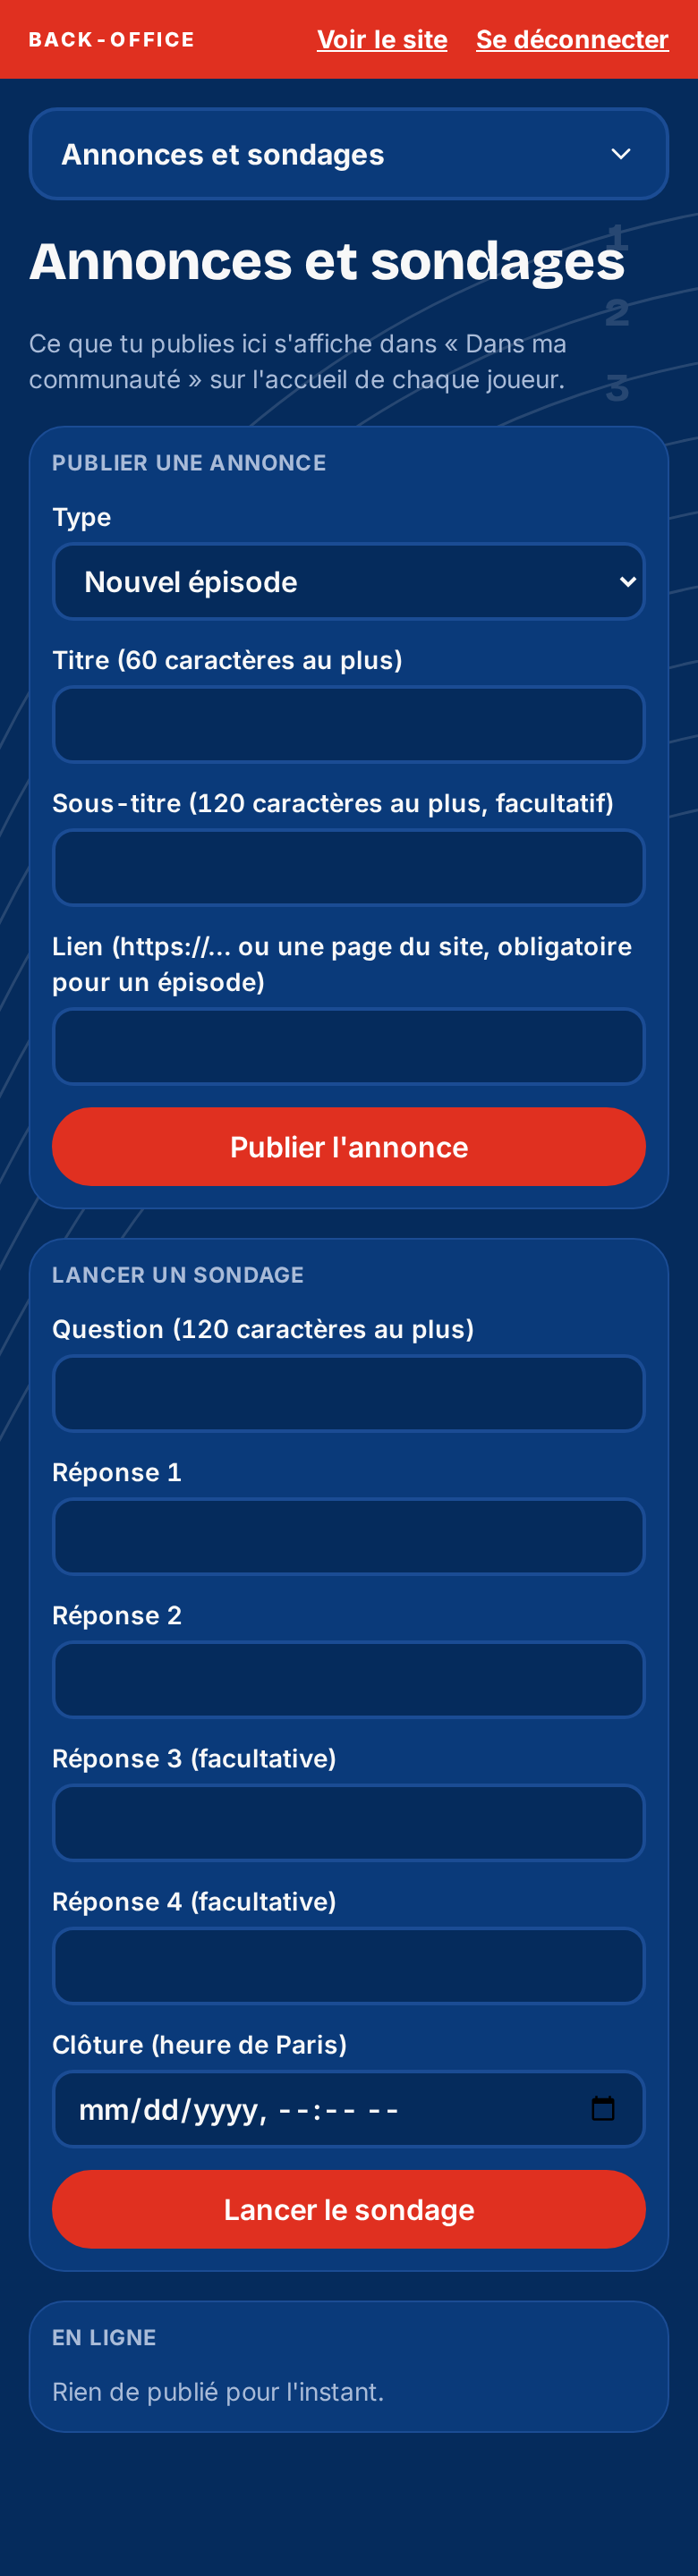 BACK-OFFICE
Voir le site
Se déconnecter
Annonces et sondages
1
Annonces et sondages
2
Ce que tu publies ici s'affiche dans « Dans ma
communauté » sur l'accueil de chaque joueur.
3
PUBLIER UNE ANNONCE
Type
Nouvel épisode
Titre (60 caractères au plus)
Sous-titre (120 caractères au plus, facultatif)
Lien (https://... ou une page du site, obligatoire
pour un épisode)
Publier l'annonce
LANCER UN SONDAGE
Question (120 caractères au plus)
Réponse 1
Réponse 2
Réponse 3 (facultative)
Réponse 4 (facultative)
Clôture (heure de Paris)
mm/dd/yyyy, --:-- --
Lancer le sondage
EN LIGNE
Rien de publié pour l'instant.